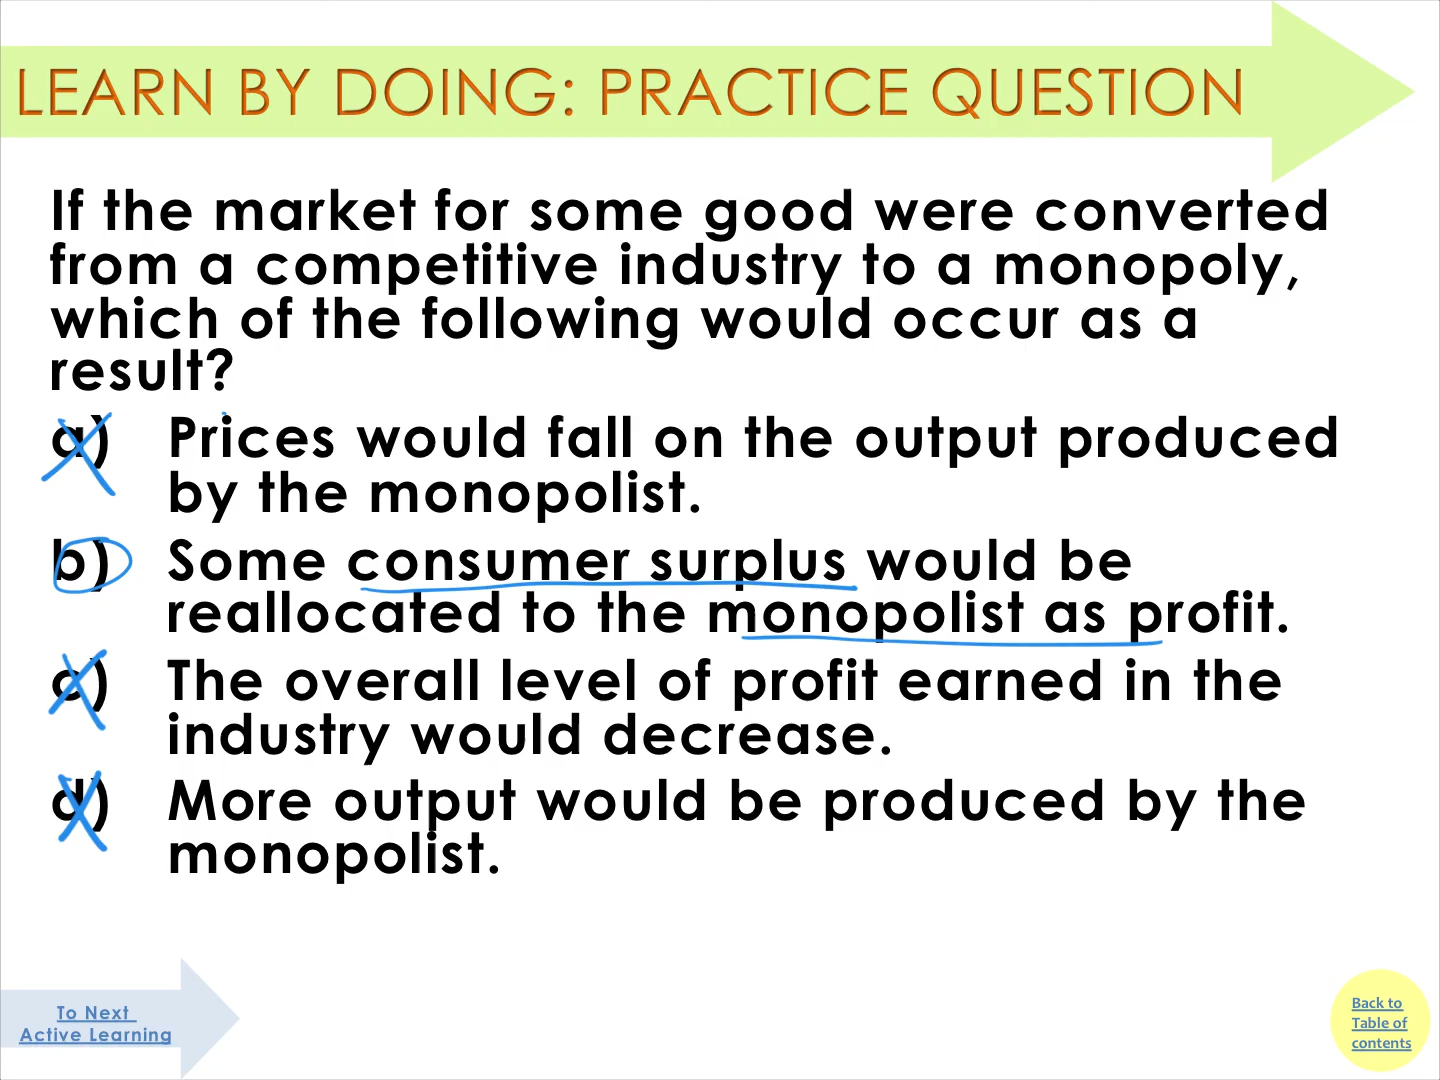 LEARN BY DOING: PRACTICE QUESTION
If the market for some good were converted
from a competitive industry to a monopoly,
which of the following would occur as a
result?
a) Prices would fall on the output produced
by the monopolist.
b) Some consumer surplus would be
reallocated to the monopolist as profit.
c) The overall level of profit earned in the
industry would decrease.
d) More output would be produced by the
monopolist.
To Next
Active Learning
Back to
Table of
contents